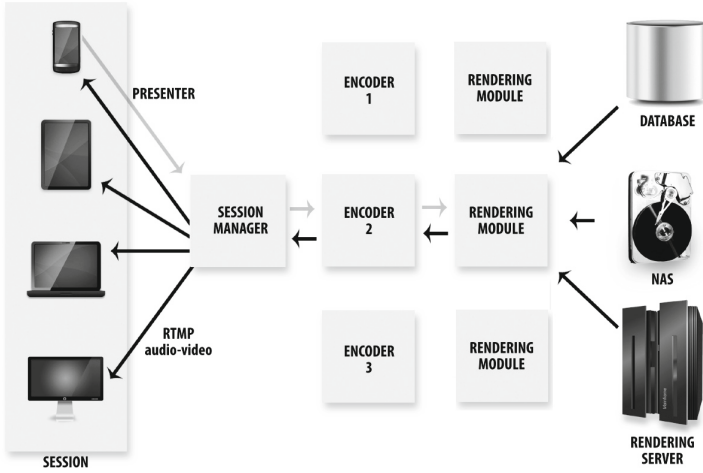 PRESENTER
ENCODER
1
RENDERING
MODULE
DATABASE
SESSION
MANAGER
ENCODER
2
RENDERING
MODULE
NAS
RTMP
audio-video
ENCODER
3
RENDERING
MODULE
SESSION
RENDERING
SERVER